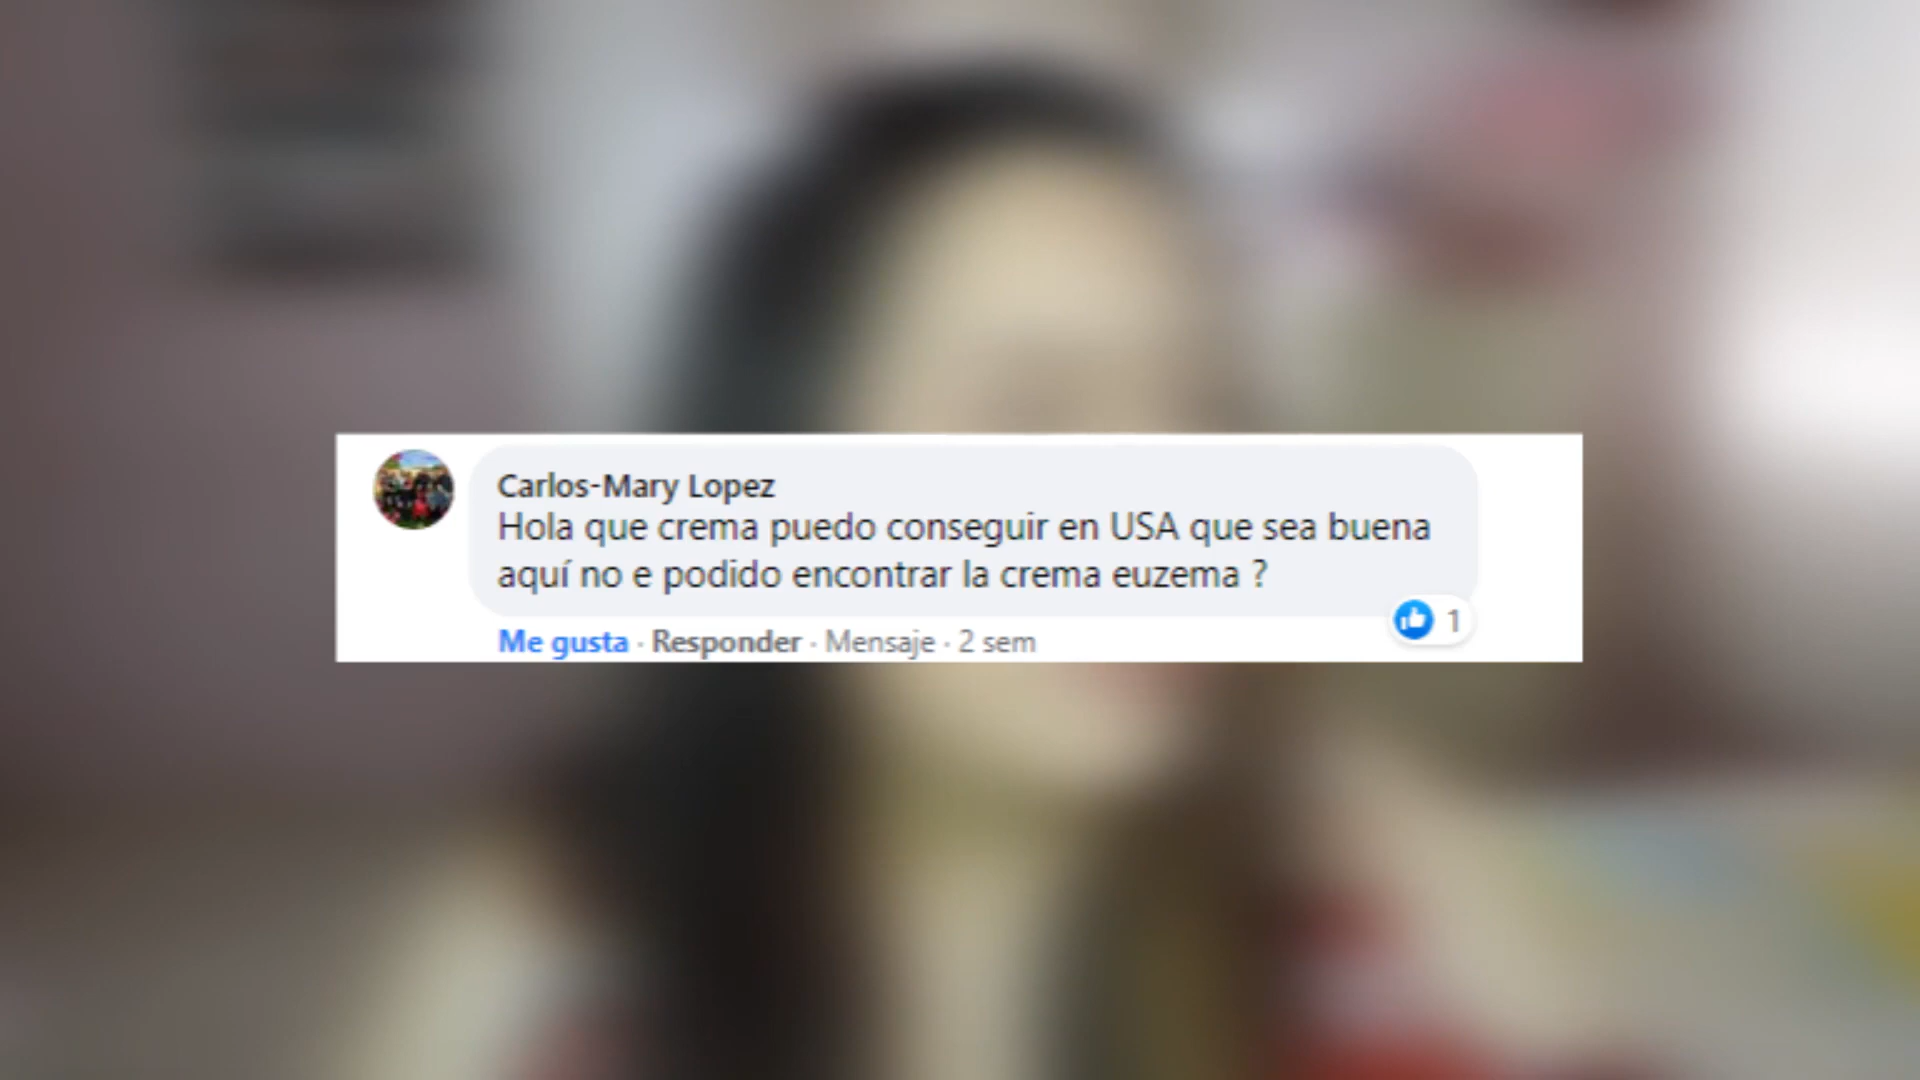 Carlos-Mary Lopez
Hola que crema puedo conseguir en USA que sea buena
aquí no e podido encontrar la crema euzema ?
1
Me gusta · Responder · Mensaje · 2 sem